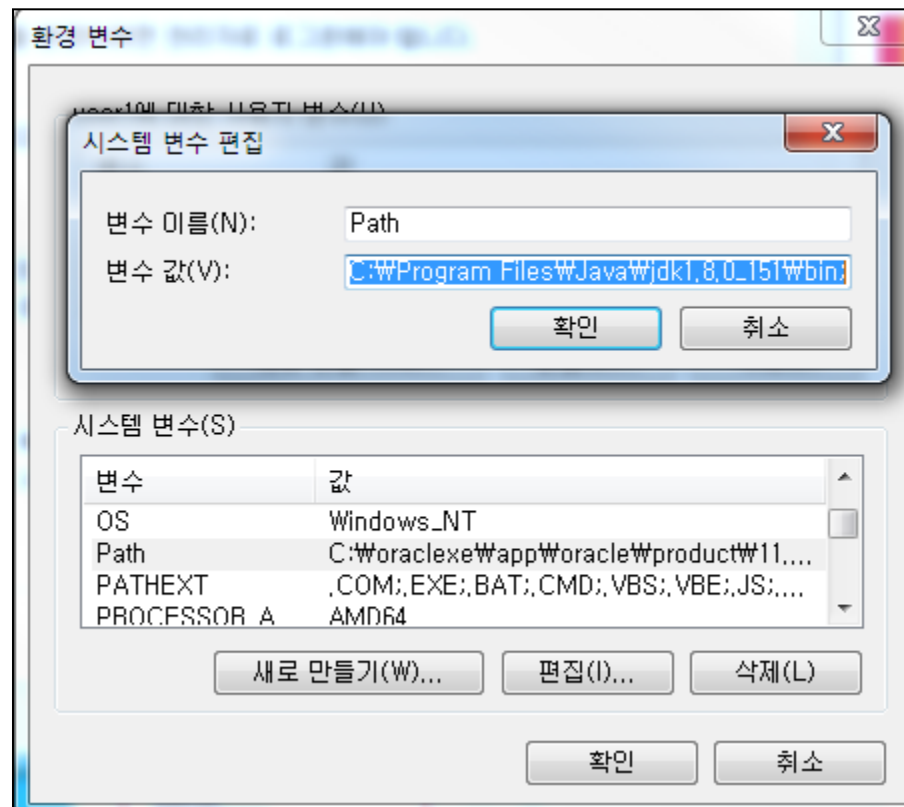 환경 변수
시스템 변수 편집
변수 이름(N):
Path
변수 값(V):
C:₩Program Files₩Java₩jdk1.8.0_151₩bin;
확인
취소
시스템 변수(S)
변수
값
OS
Windows_NT
Path
C:₩oraclexe₩app₩oracle₩product₩11....
PATHEXT
.COM;.EXE;.BAT;.CMD;.VBS;.VBE;.JS;....
PROCESSOR_A
AMD64
새로 만들기(W)...
편집(I)...
삭제(L)
확인
취소